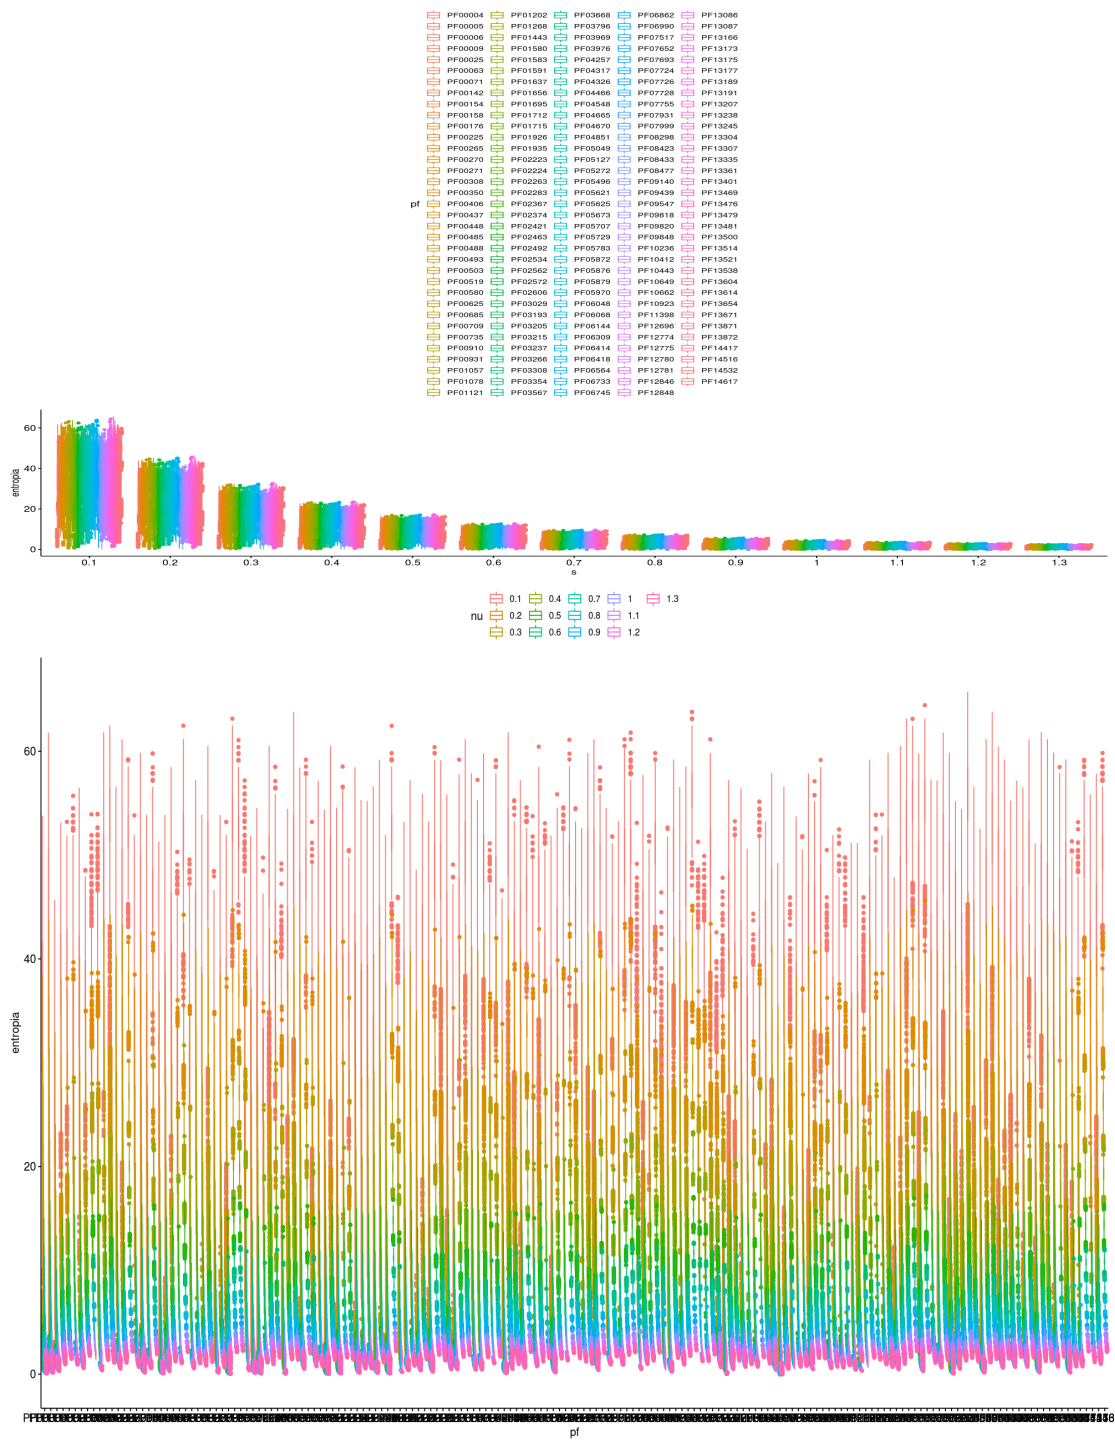 PF00004 PF01202 PF03668 PF06862 PF13086
PF00005 PF01268 PF03796 PF06990 PF13087
PF00006 PF01443 PF03969 PF07517 PF13166
PF00009 PF01580 PF03976 PF07652 PF13173
PF00025 PF01583 PF04257 PF07693 PF13175
PF00063 PF01591 PF04317 PF07724 PF13177
PF00071 PF01637 PF04326 PF07726 PF13189
PF00142 PF01656 PF04466 PF07728 PF13191
PF00154 PF01695 PF04548 PF07755 PF13207
PF00158 PF01712 PF04665 PF07931 PF13238
PF00176 PF01715 PF04670 PF07999 PF13245
PF00225 PF01926 PF04851 PF08298 PF13304
PF00265 PF01935 PF05049 PF08423 PF13307
PF00270 PF02223 PF05127 PF08433 PF13335
PF00271 PF02224 PF05272 PF08477 PF13361
PF00308 PF02263 PF05496 PF09140 PF13401
PF00350 PF02283 PF05621 PF09439 PF13469
pf PF00406 PF02367 PF05625 PF09547 PF13476
PF00437 PF02374 PF05673 PF09818 PF13479
PF00448 PF02421 PF05707 PF09820 PF13481
PF00485 PF02463 PF05729 PF09848 PF13500
PF00488 PF02492 PF05783 PF10236 PF13514
PF00493 PF02534 PF05872 PF10412 PF13521
PF00503 PF02562 PF05876 PF10443 PF13538
PF00519 PF02572 PF05879 PF10649 PF13604
PF00580 PF02606 PF05970 PF10662 PF13614
PF00625 PF03029 PF06048 PF10923 PF13654
PF00685 PF03193 PF06068 PF11398 PF13671
PF00709 PF03205 PF06144 PF12696 PF13871
PF00735 PF03215 PF06309 PF12774 PF13872
PF00910 PF03237 PF06414 PF12775 PF14417
PF00931 PF03266 PF06418 PF12780 PF14516
PF01057 PF03308 PF06564 PF12781 PF14532
PF01078 PF03354 PF06733 PF12846 PF14617
PF01121 PF03567 PF06745 PF12848
60
40
20
0
entropia
0.1 0.2 0.3 0.4 0.5 0.6 0.7 0.8 0.9 1 1.1 1.2 1.3
s
0.1 0.4 0.7 1 1.3
nu 0.2 0.5 0.8 1.1
0.3 0.6 0.9 1.2
60
40
20
0
entropia
pf